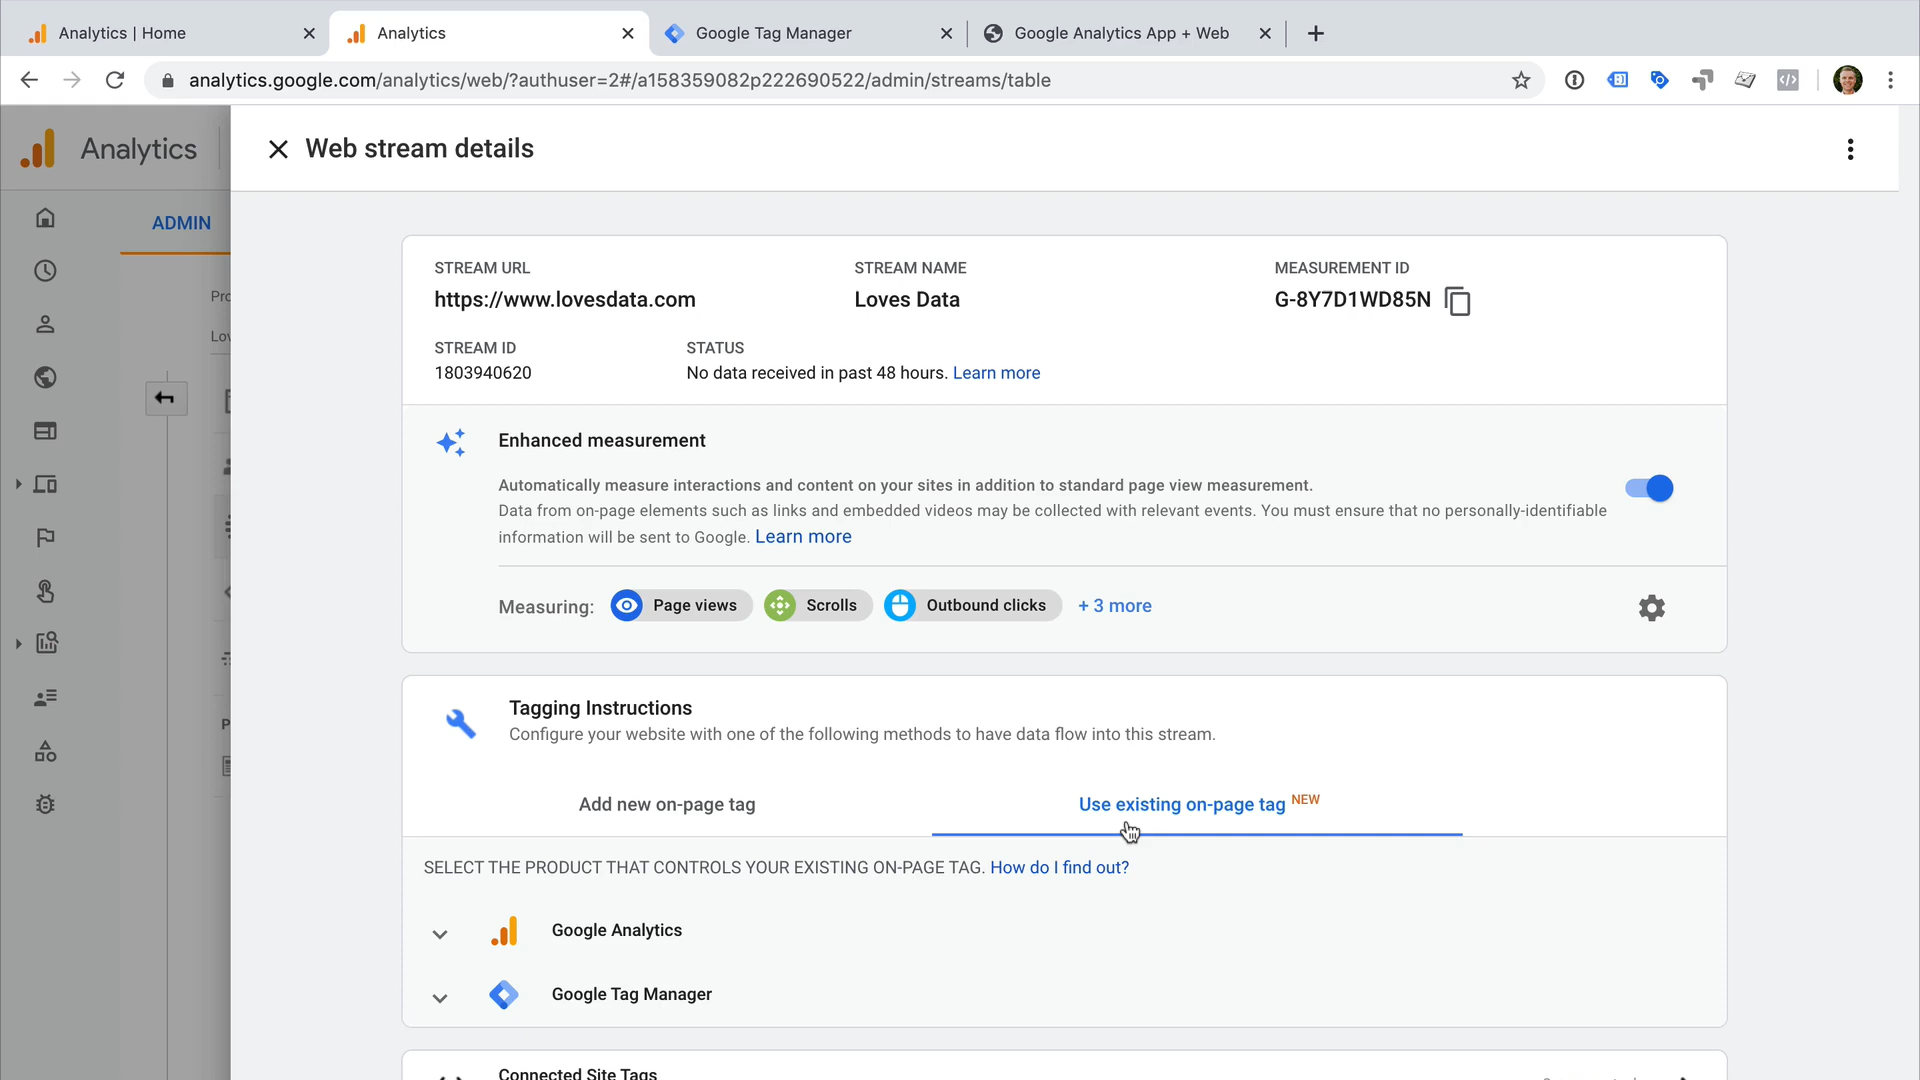 Analytics | Home
Analytics
Google Tag Manager
Google Analytics App + Web
analytics.google.com/analytics/web/?authuser=2#/a158359082p222690522/admin/streams/table
Analytics
Web stream details
ADMIN
STREAM URL
STREAM NAME
MEASUREMENT ID
https://www.lovesdata.com
Loves Data
G-8Y7D1WD85N
STREAM ID
STATUS
1803940620
No data received in past 48 hours. Learn more
Enhanced measurement
Automatically measure interactions and content on your sites in addition to standard page view measurement.
Data from on-page elements such as links and embedded videos may be collected with relevant events. You must ensure that no personally-identifiable
information will be sent to Google. Learn more
Measuring: Page views Scrolls Outbound clicks + 3 more
Tagging Instructions
Configure your website with one of the following methods to have data flow into this stream.
Add new on-page tag
Use existing on-page tag NEW
SELECT THE PRODUCT THAT CONTROLS YOUR EXISTING ON-PAGE TAG. How do I find out?
Google Analytics
Google Tag Manager
Connected Site Tags